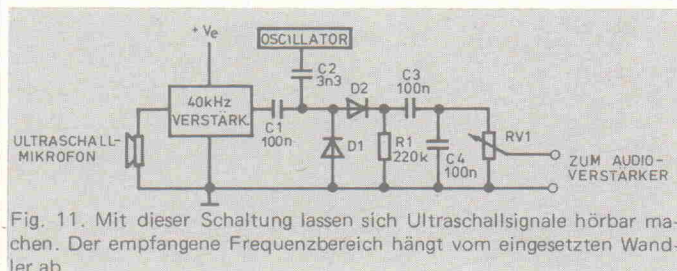 + Ve
OSCILLATOR
C2
3n3
D2
C3
100n
40kHz
VERSTÄRK.
C1
100n
ULTRASCHALL-
MIKROFON
D1
R1
220k
C4
100n
RV1
ZUM AUDIO-
VERSTÄRKER
Fig. 11. Mit dieser Schaltung lassen sich Ultraschallsignale hörbar ma-
chen. Der empfangene Frequenzbereich hängt vom eingesetzten Wand-
ler ab